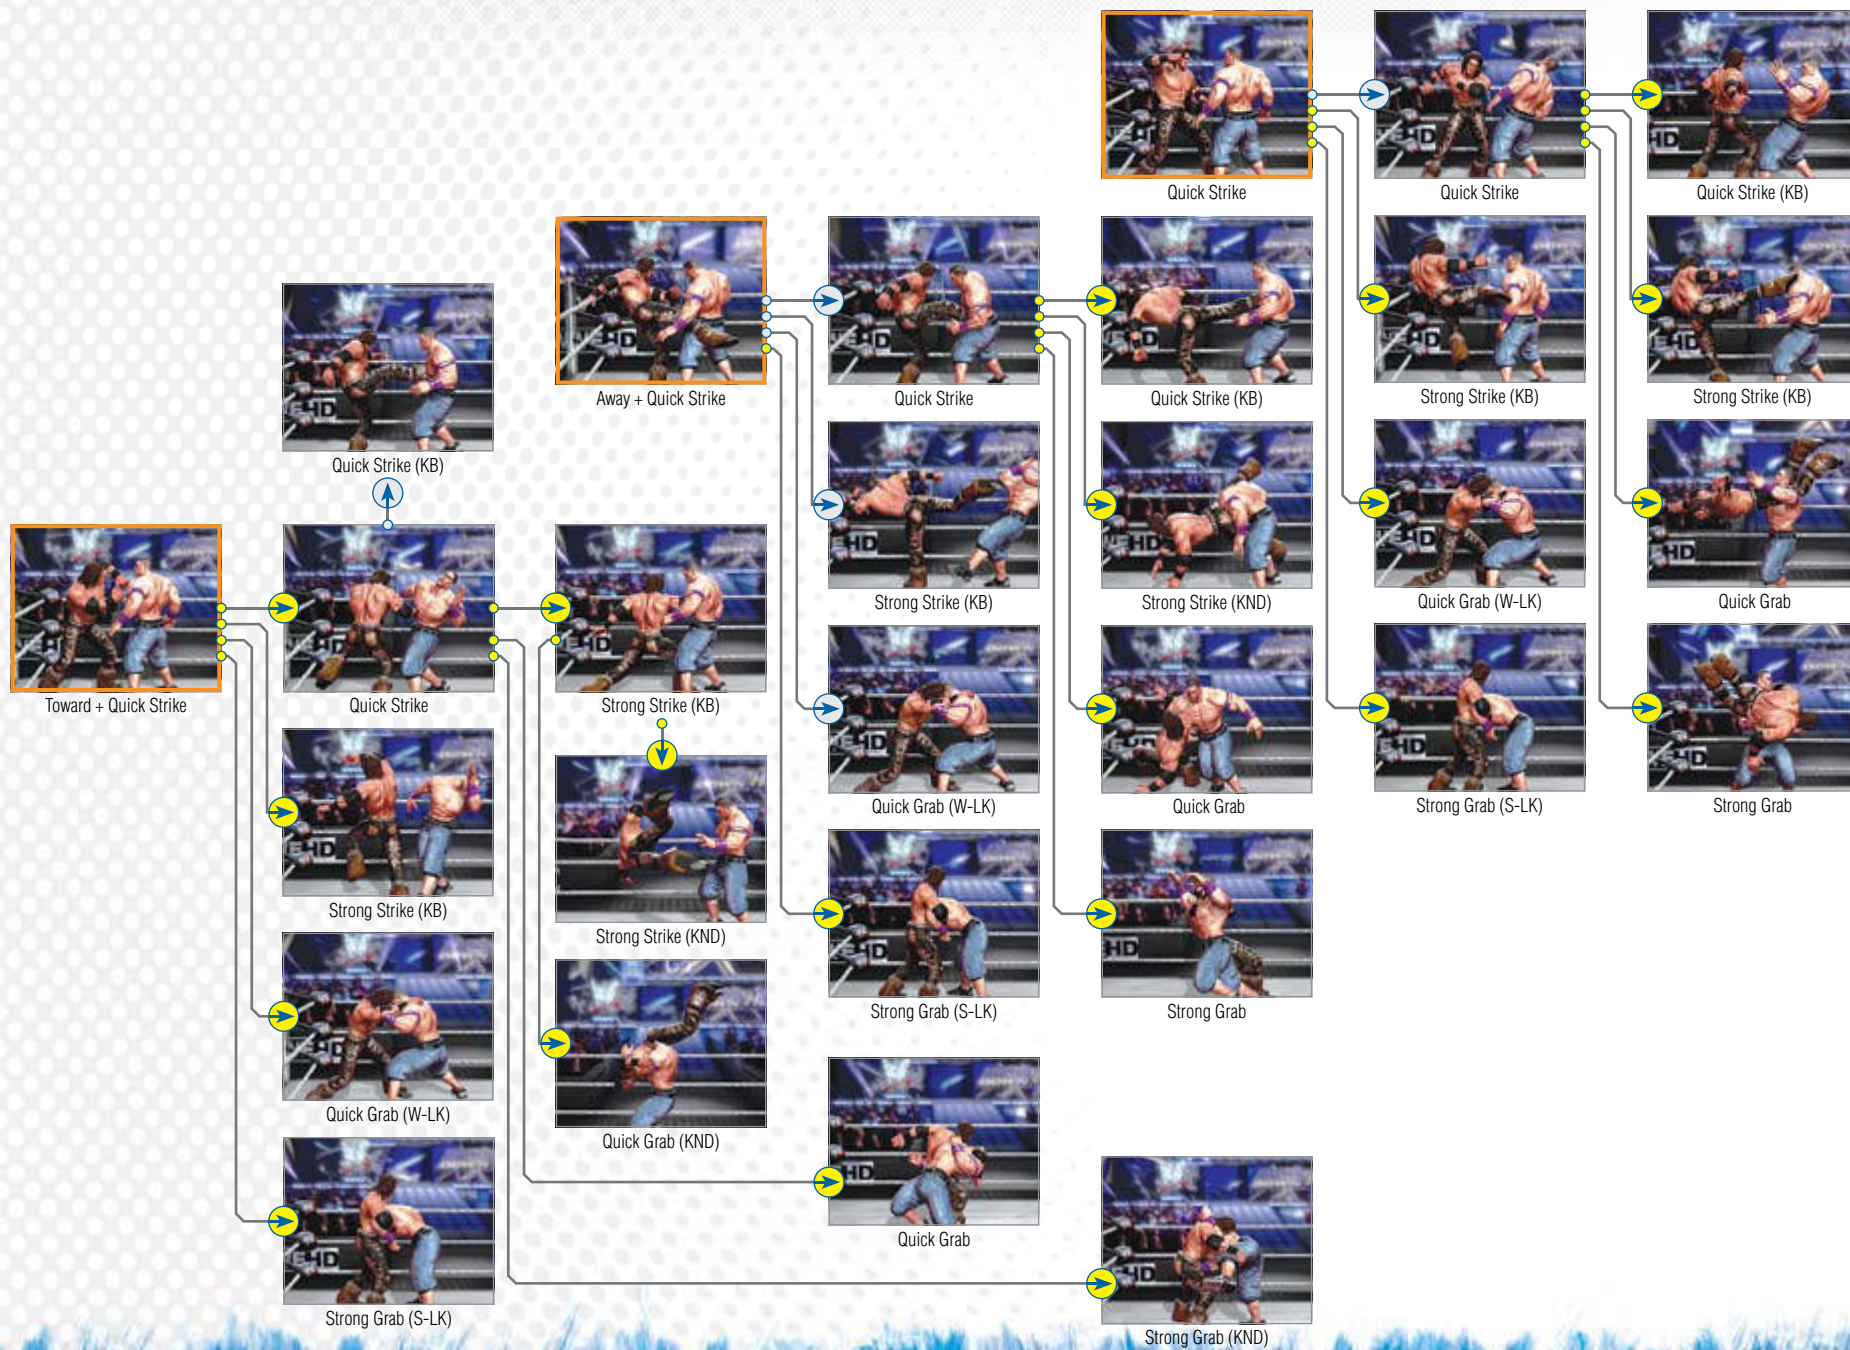 Quick Strike
Quick Strike
Quick Strike (KB)
Away + Quick Strike
Quick Strike
Quick Strike (KB)
Strong Strike (KB)
Strong Strike (KB)
Quick Strike (KB)
Strong Strike (KB)
Strong Strike (KND)
Quick Grab (W-LK)
Quick Grab
Toward + Quick Strike
Quick Strike
Strong Strike (KB)
Quick Grab (W-LK)
Quick Grab
Strong Grab (S-LK)
Strong Grab
Strong Strike (KB)
Strong Strike (KND)
Strong Grab (S-LK)
Strong Grab
Quick Grab (W-LK)
Quick Grab (KND)
Quick Grab
Strong Grab (S-LK)
Strong Grab (KND)